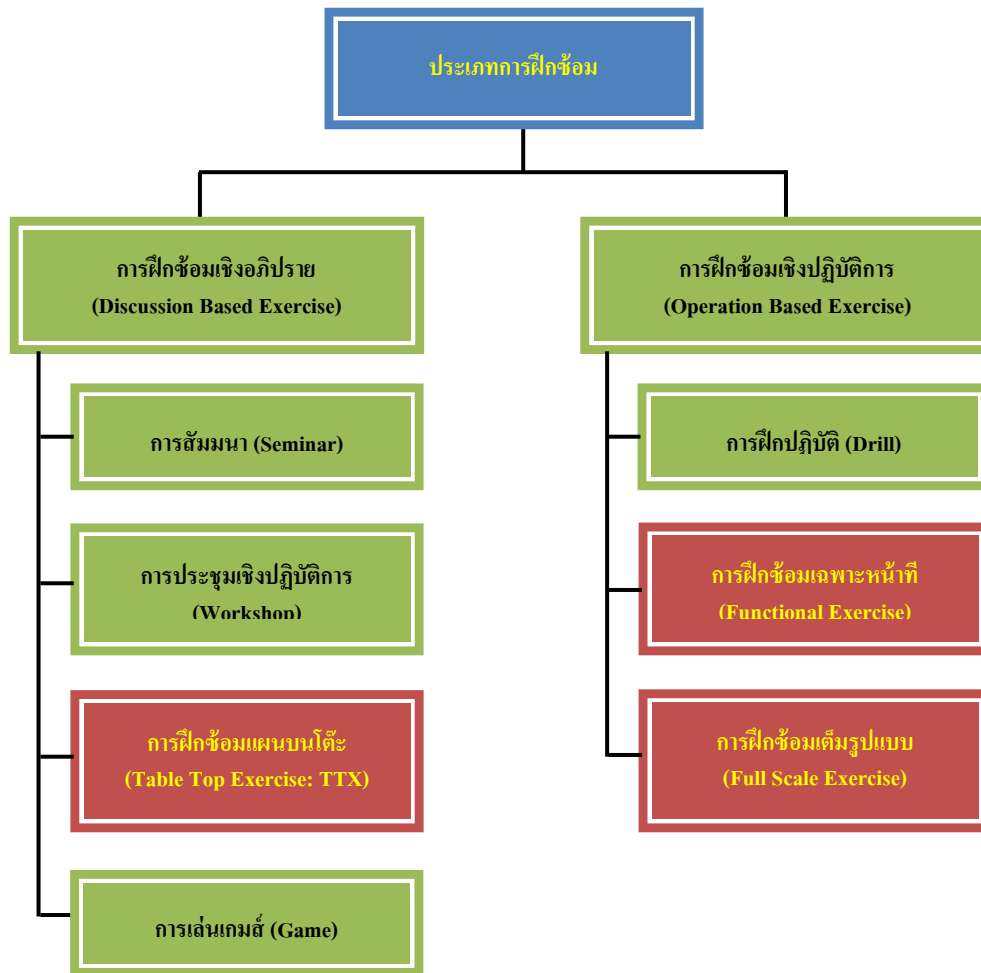 ประเภทการฝึกซ้อม
การฝึกซ้อมเชิงอภิปราย
(Discussion Based Exercise)
การสัมมนา (Seminar)
การประชุมเชิงปฏิบัติการ
(Workshop)
การฝึกซ้อมแผนบนโต๊ะ
(Table Top Exercise: TTX)
การเล่นเกมส์ (Game)
การฝึกซ้อมเชิงปฏิบัติการ
(Operation Based Exercise)
การฝึกปฏิบัติ (Drill)
การฝึกซ้อมเฉพาะหน้าที่
(Functional Exercise)
การฝึกซ้อมเต็มรูปแบบ
(Full Scale Exercise)